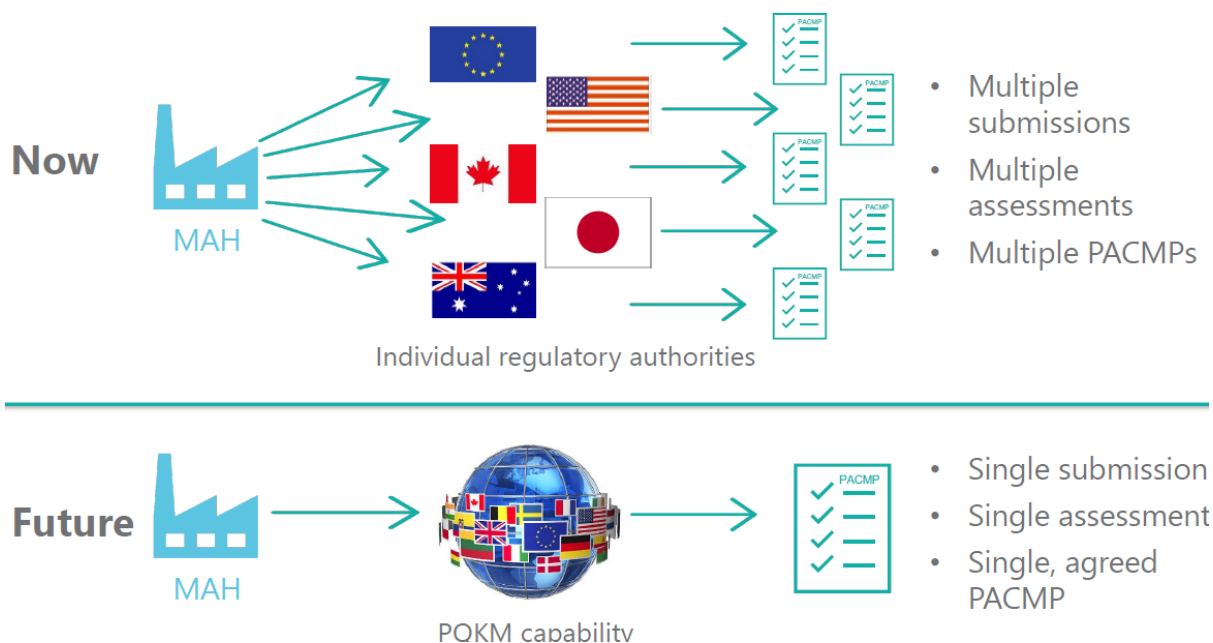 Now
MAH
PACMP
PACMP
PACMP
PACMP
PACMP
Individual regulatory authorities
• Multiple
submissions
• Multiple
assessments
• Multiple PACMPs
Future
MAH
PQKM capability
PACMP
• Single submission
• Single assessment
• Single, agreed
PACMP